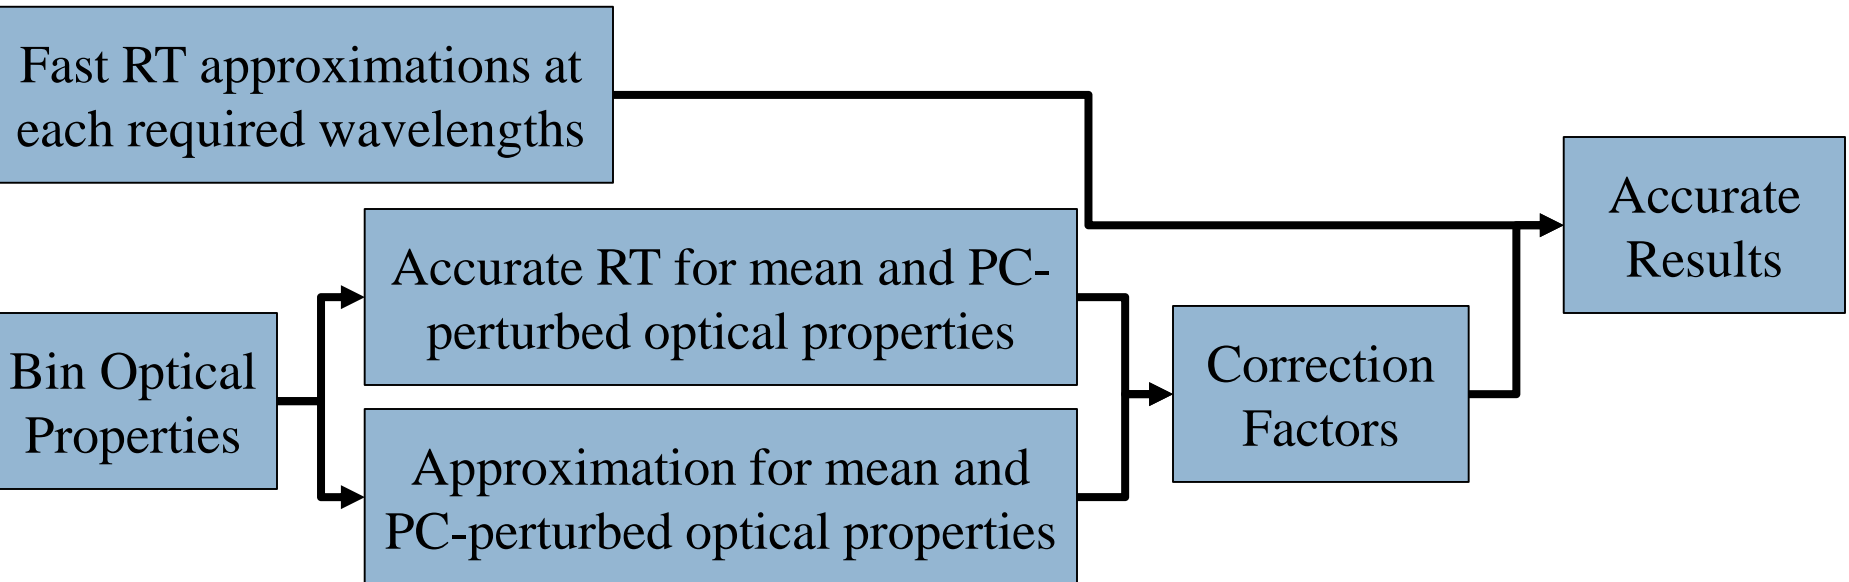 Fast RT approximations at
each required wavelengths
Accurate
Results
Accurate RT for mean and PC-
perturbed optical properties
Bin Optical
Properties
Correction
Factors
Approximation for mean and
PC-perturbed optical properties